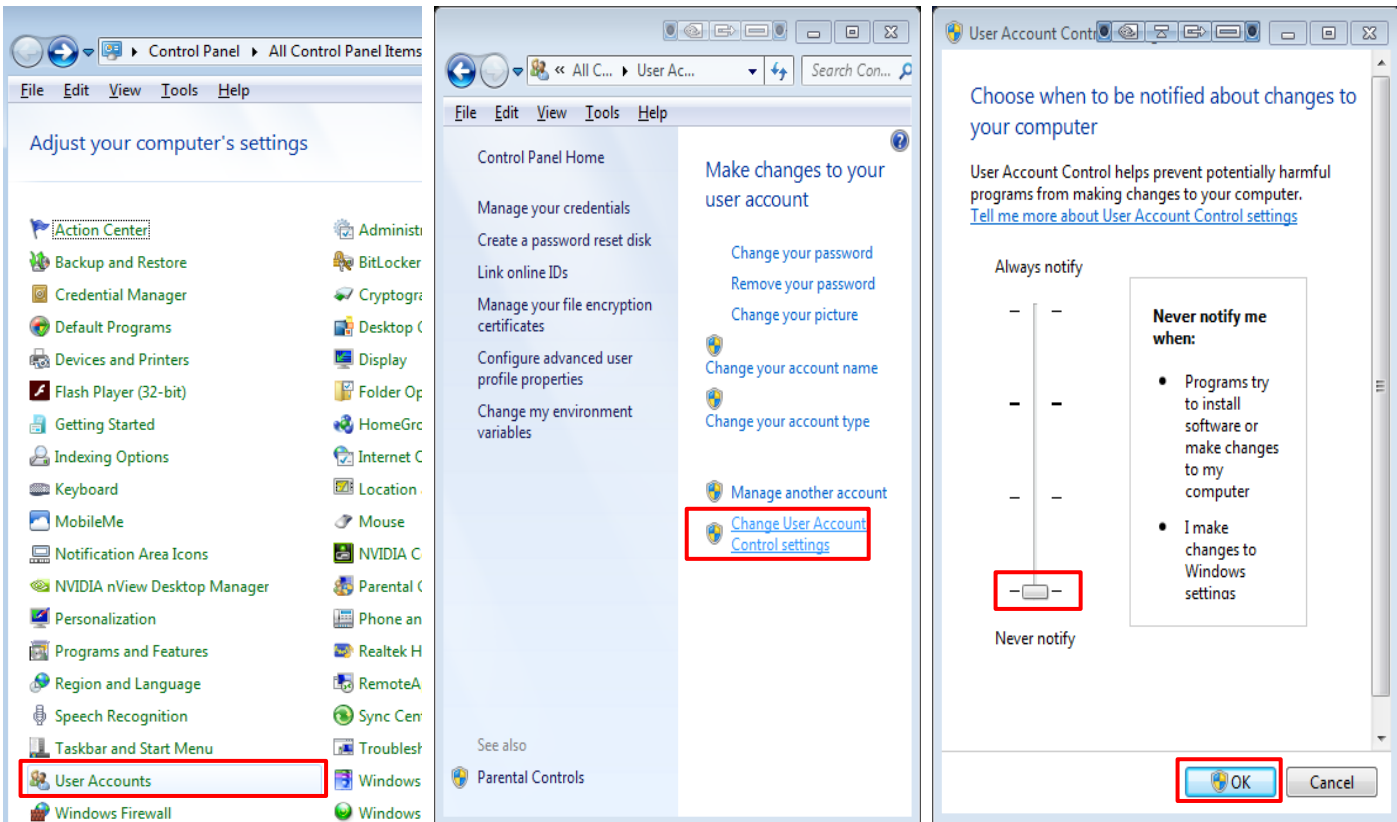 Control Panel ▸ All Control Panel Items
File Edit View Tools Help
Adjust your computer's settings
Action Center
Backup and Restore
Credential Manager
Default Programs
Devices and Printers
Flash Player (32-bit)
Getting Started
Indexing Options
Keyboard
MobileMe
Notification Area Icons
NVIDIA nView Desktop Manager
Personalization
Programs and Features
Region and Language
Speech Recognition
Taskbar and Start Menu
User Accounts
Windows Firewall
Administ
BitLocker
Cryptogra
Desktop
Display
Folder Op
HomeGro
Internet
Location
Mouse
NVIDIA C
Parental
Phone an
Realtek H
RemoteA
Sync Cen
Troublesh
Windows
Windows
« All C... ▸ User Ac...
Search Con...
File Edit View Tools Help
Control Panel Home
Manage your credentials
Create a password reset disk
Link online IDs
Manage your file encryption
certificates
Configure advanced user
profile properties
Change my environment
variables
See also
Parental Controls
Make changes to your
user account
Change your password
Remove your password
Change your picture
Change your account name
Change your account type
Manage another account
Change User Account
Control settings
User Account Contr
Choose when to be notified about changes to
your computer
User Account Control helps prevent potentially harmful
programs from making changes to your computer.
Tell me more about User Account Control settings
Always notify
Never notify
Never notify me
when:
• Programs try
to install
software or
make changes
to my
computer
• I make
changes to
Windows
settings
OK
Cancel